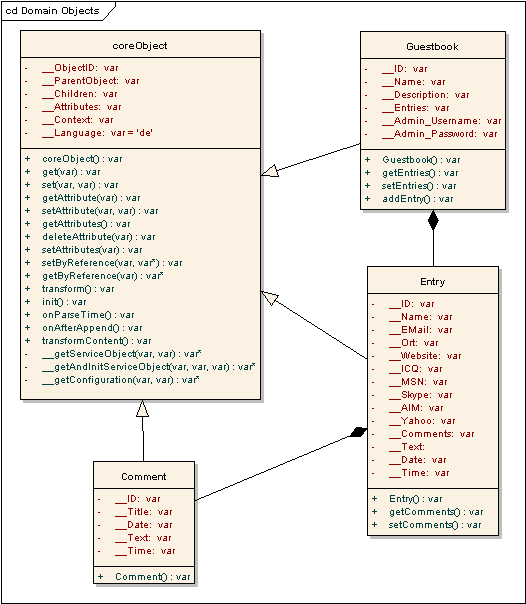 cd Domain Objects
coreObject
- __ObjectID: var
- __ParentObject: var
- __Children: var
- __Attributes: var
- __Context: var
- __Language: var = 'de'
+ coreObject() : var
+ get(var) : var
+ set(var, var) : var
+ getAttribute(var) : var
+ setAttribute(var, var) : var
+ getAttributes() : var
+ deleteAttribute(var) : var
+ setAttributes(var) : var
+ setByReference(var, var*) : var
+ getByReference(var) : var*
+ transform() : var
+ init() : var
+ onParseTime() : var
+ onAfterAppend() : var
+ transformContent() : var
- __getServiceObject(var, var) : var*
- __getAndInitServiceObject(var, var, var) : var*
- __getConfiguration(var, var) : var*
Guestbook
- __ID: var
- __Name: var
- __Description: var
- __Entries: var
- __Admin_Username: var
- __Admin_Password: var
+ Guestbook() : var
+ getEntries() : var
+ setEntries() : var
+ addEntry() : var
Entry
- __ID: var
- __Name: var
- __EMail: var
- __Ort: var
- __Website: var
- __ICQ: var
- __MSN: var
- __Skype: var
- __AIM: var
- __Yahoo: var
- __Comments: var
- __Text:
- __Date: var
- __Time: var
+ Entry() : var
+ getComments() : var
+ setComments() : var
Comment
- __ID: var
- __Title: var
- __Date: var
- __Text: var
- __Time: var
+ Comment() : var